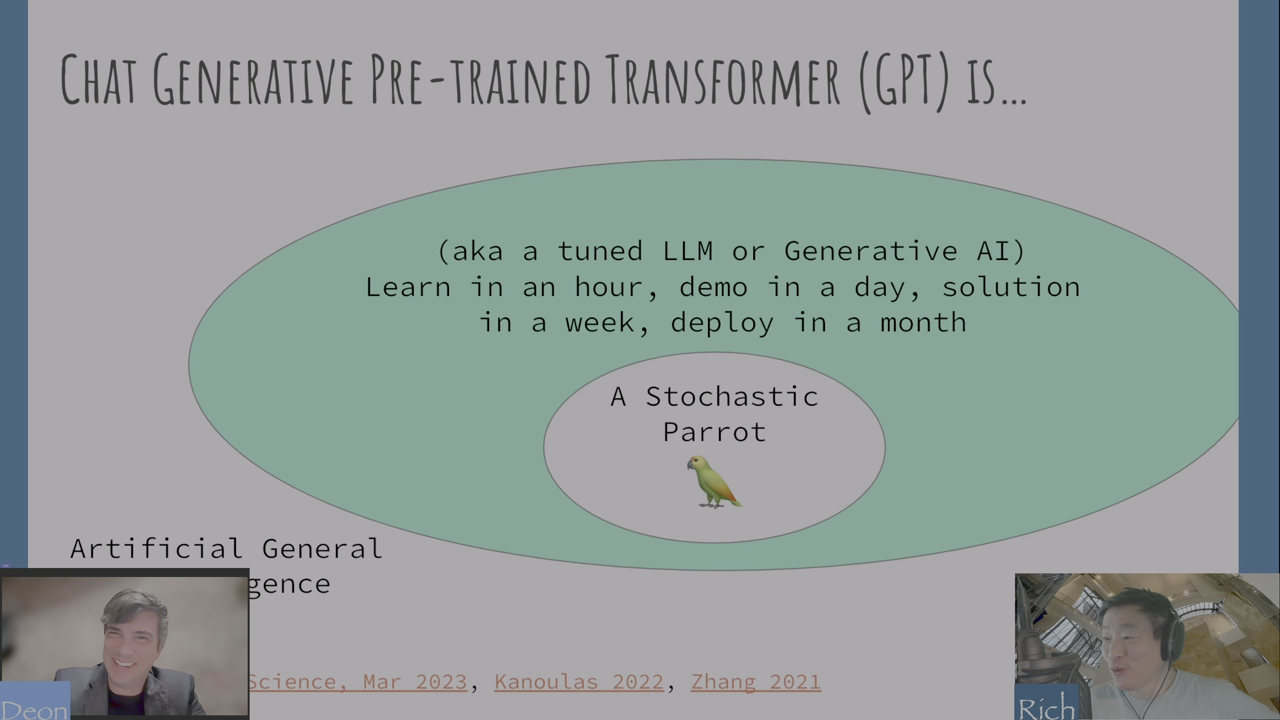 Chat Generative Pre-trained Transformer (GPT) is…
(aka a tuned LLM or Generative AI)
Learn in an hour, demo in a day, solution
in a week, deploy in a month
A Stochastic
Parrot
Artificial General
gence
Science, Mar 2023, Kanoulas 2022, Zhang 2021
Deon
Rich